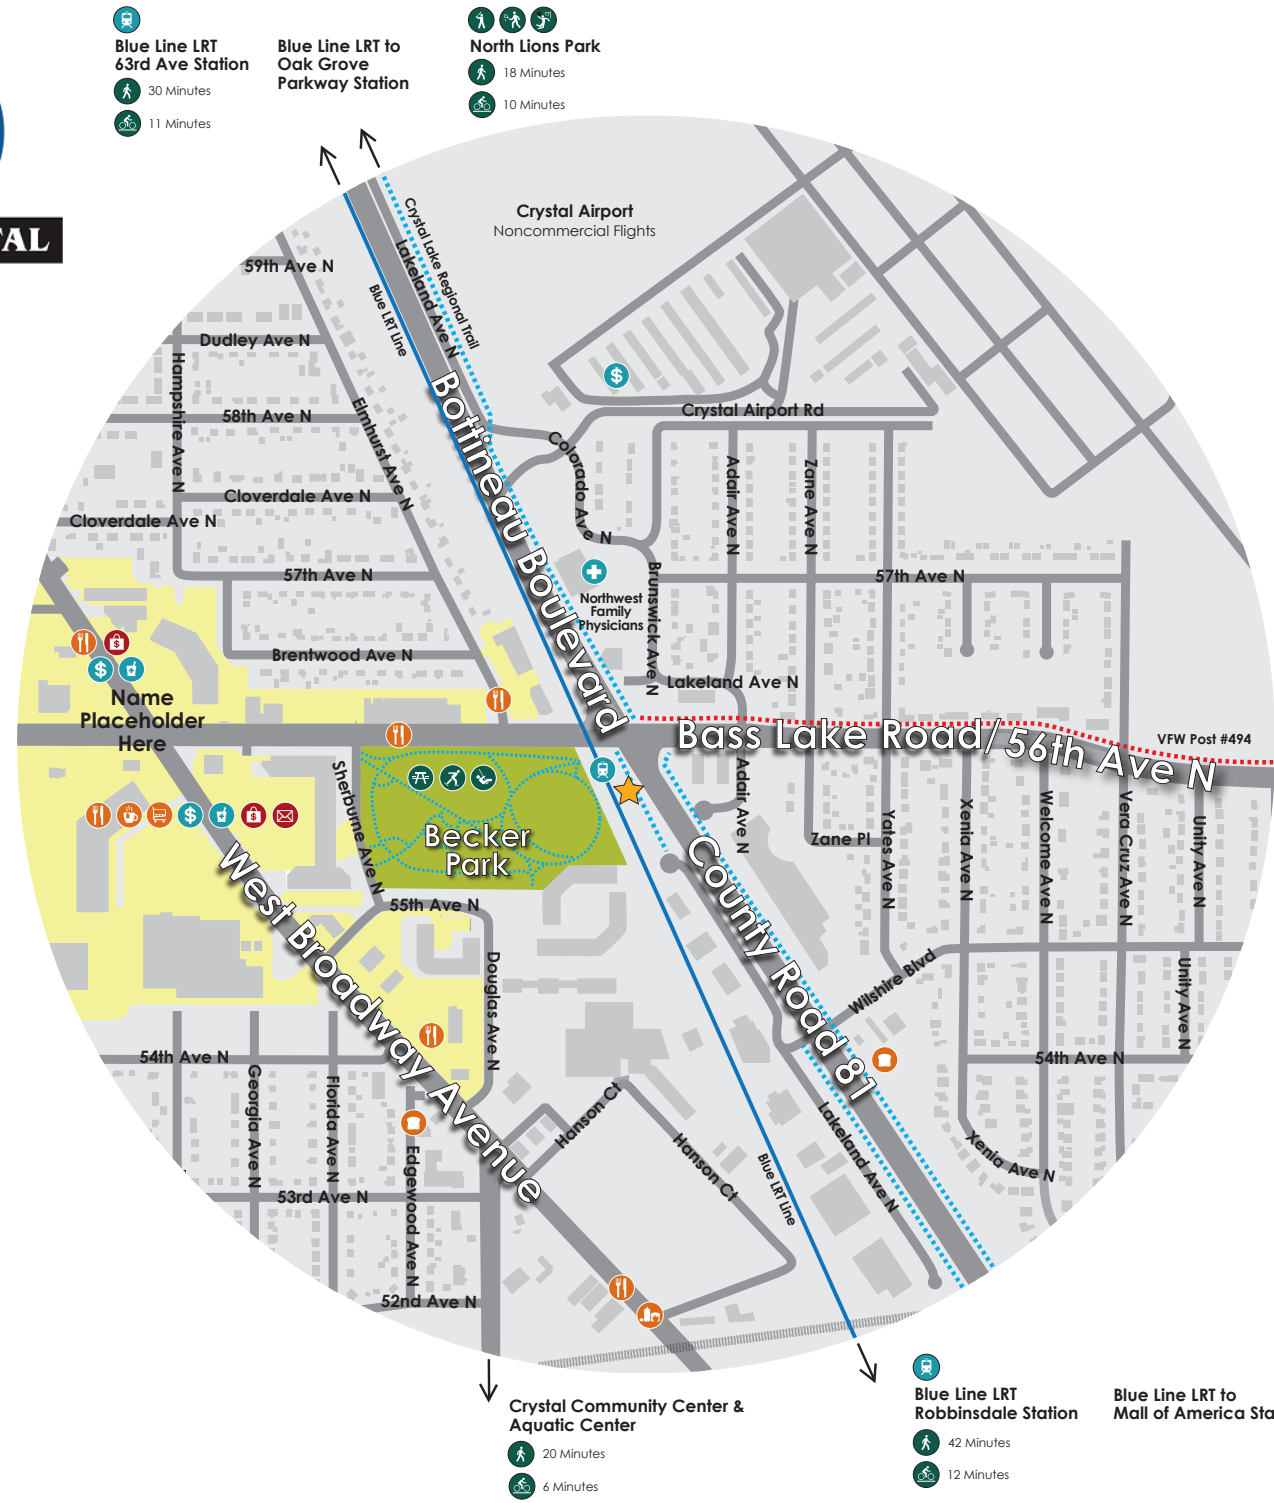 Blue Line LRT
63rd Ave Station
30 Minutes
11 Minutes
Blue Line LRT to
Oak Grove
Parkway Station
North Lions Park
18 Minutes
10 Minutes
TAL
Crystal Airport
Noncommercial Flights
Crystal Lake Regional Trail
Lakeland Ave N
Blue LRT Line
59th Ave N
Dudley Ave N
Hampshire Ave N
58th Ave N
Elmhurst Ave N
Cloverdale Ave N
Cloverdale Ave N
57th Ave N
Brentwood Ave N
Bottineau Boulevard
Crystal Airport Rd
Colorado Ave N
Adair Ave N
Zane Ave N
Brunswick Ave N
57th Ave N
Northwest
Family
Physicians
Lakeland Ave N
Name
Placeholder
Here
Bass Lake Road/56th Ave N
VFW Post #494
Sherburne Ave N
Becker
Park
Adair Ave N
Zane Pl
Yates Ave N
Xenia Ave N
Welcome Ave N
Vera Cruz Ave N
Unity Ave N
West Broadway Avenue
County Road 81
55th Ave N
Douglas Ave N
Wilshire Blvd
Unity Ave N
54th Ave N
54th Ave N
Georgia Ave N
Florida Ave N
Edgewood Ave N
Hanson Ct
Hanson Ct
Lakeland Ave N
Xenia Ave N
Blue LRT Line
53rd Ave N
52nd Ave N
Crystal Community Center &
Aquatic Center
20 Minutes
6 Minutes
Blue Line LRT
Robbinsdale Station
42 Minutes
12 Minutes
Blue Line LRT to
Mall of America Sta